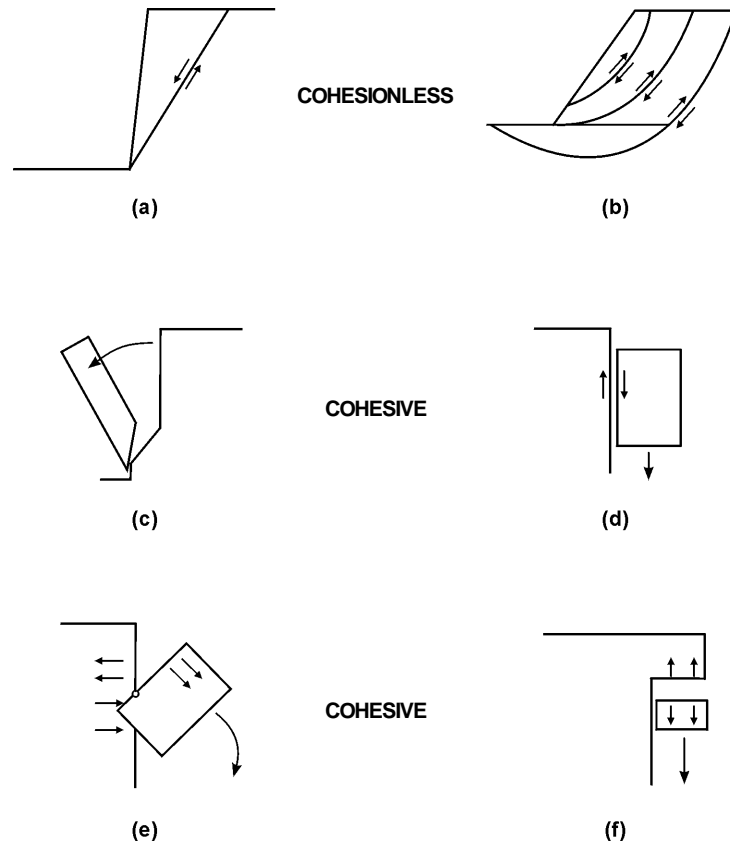 COHESIONLESS
(a)
(b)
COHESIVE
(c)
(d)
COHESIVE
(e)
(f)